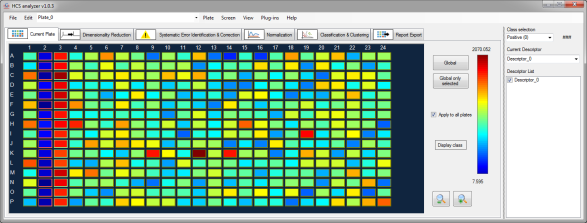 HCS analyzer v1.0.3
File Edit Plate_0 Plate Screen View Plug-ins Help
Current Plate Dimensionality Reduction Systematic Error Identification & Correction Normalization Classification & Clustering Report Export
Class selection
Positive (0) ###
Current Descriptor
Descriptor_0
Descriptor List
Descriptor_0
1 2 3 4 5 6 7 8 9 10 11 12 13 14 15 16 17 18 19 20 21 22 23 24
A
B
C
D
E
F
G
H
I
J
K
L
M
N
O
P
2070.052
Global
Global only
selected
Apply to all plates
Display class
7.595